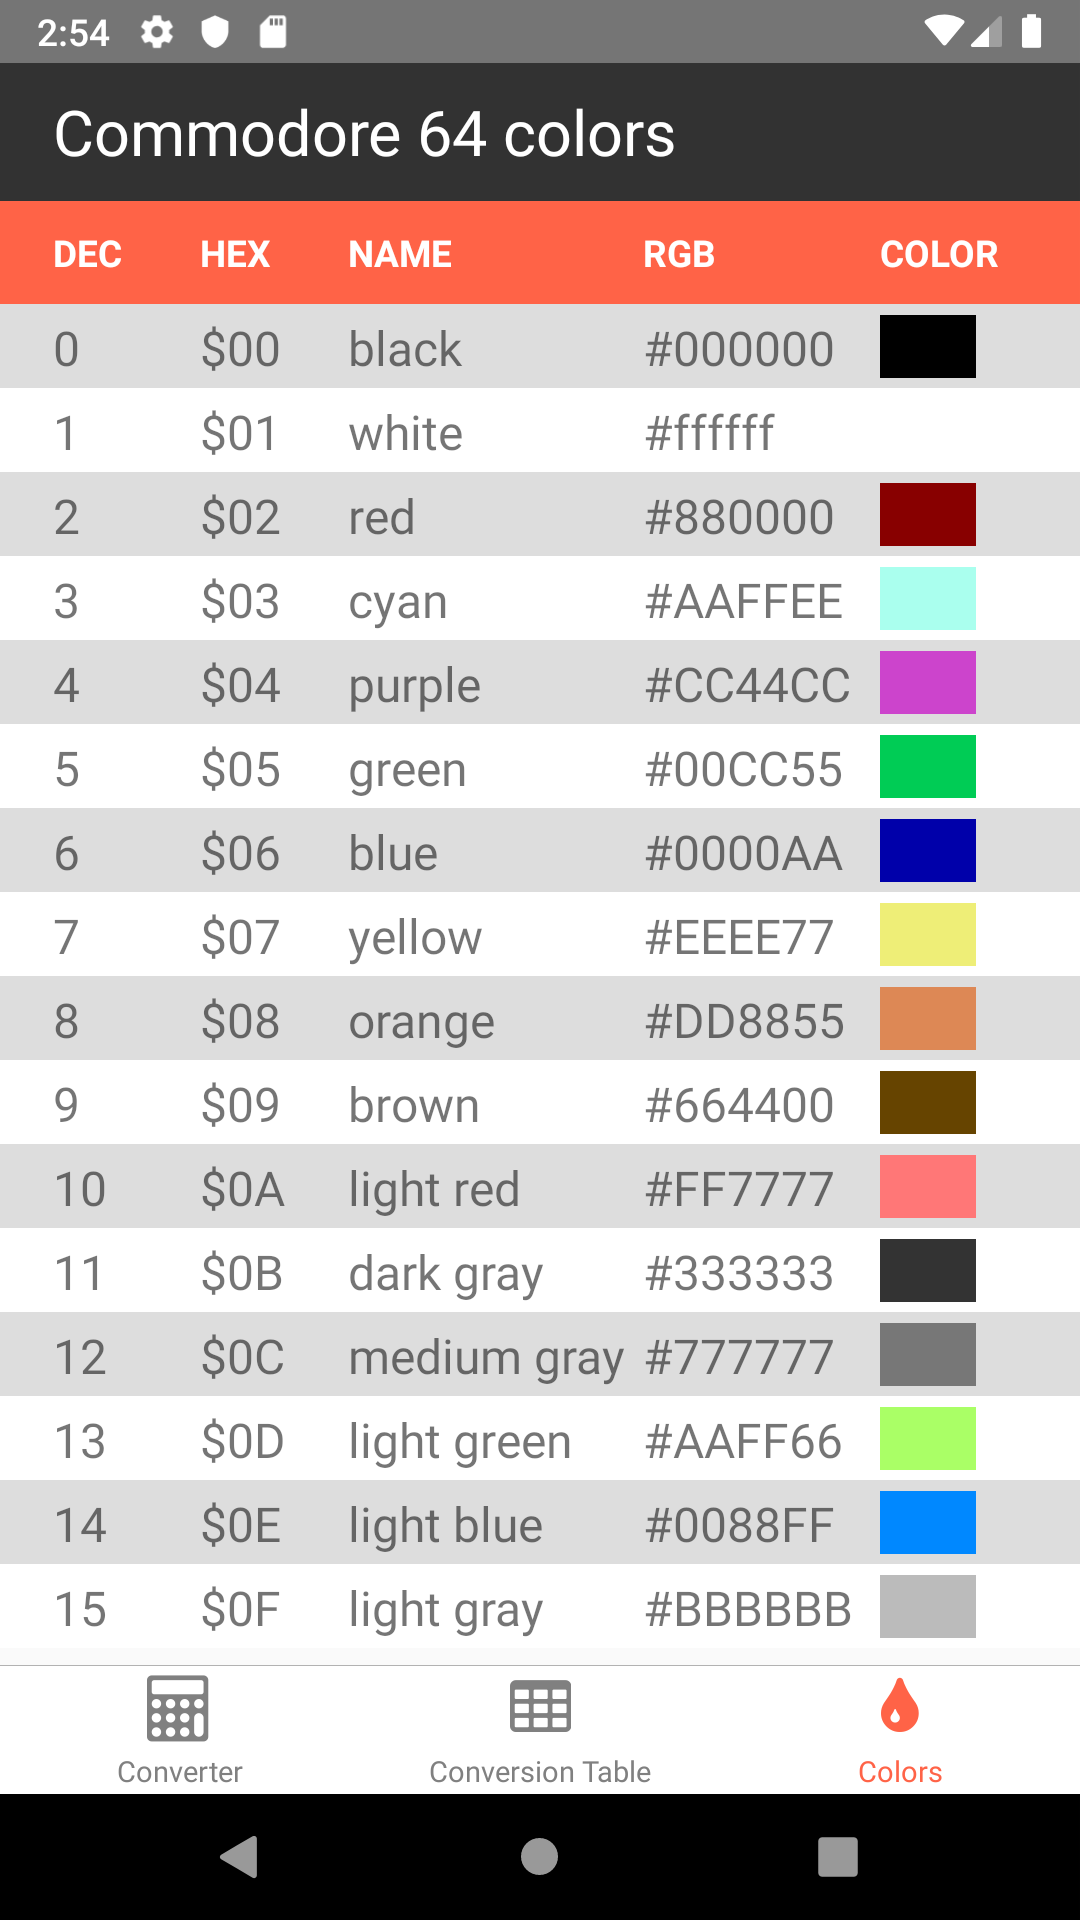 2:54
Commodore 64 colors
DEC HEX NAME RGB COLOR
0 $00 black #000000
1 $01 white #ffffff
2 $02 red #880000
3 $03 cyan #AAFFEE
4 $04 purple #CC44CC
5 $05 green #00CC55
6 $06 blue #0000AA
7 $07 yellow #EEEE77
8 $08 orange #DD8855
9 $09 brown #664400
10 $0A light red #FF7777
11 $0B dark gray #333333
12 $0C medium gray #777777
13 $0D light green #AAFF66
14 $0E light blue #0088FF
15 $0F light gray #BBBBBB
Converter Conversion Table Colors